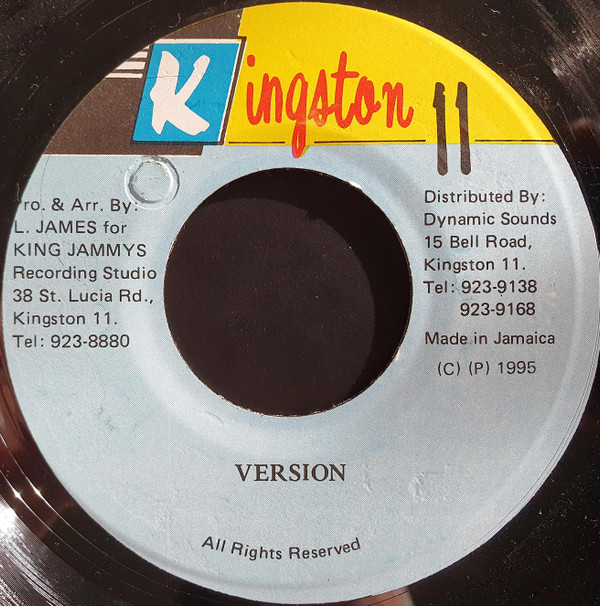 Kingston 11
ro. & Arr. By:
L. JAMES for
KING JAMMYS
Recording Studio
38 St. Lucia Rd.,
Kingston 11.
Tel: 923-8880
Distributed By:
Dynamic Sounds
15 Bell Road,
Kingston 11.
Tel: 923-9138
923-9168
Made in Jamaica
(C) (P) 1995
VERSION
All Rights Reserved